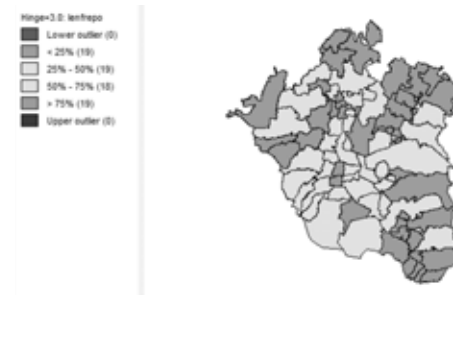 Hinge=3.0: lenfrepo
Lower outlier (0)
< 25% (19)
25% - 50% (19)
50% - 75% (18)
> 75% (19)
Upper outlier (0)